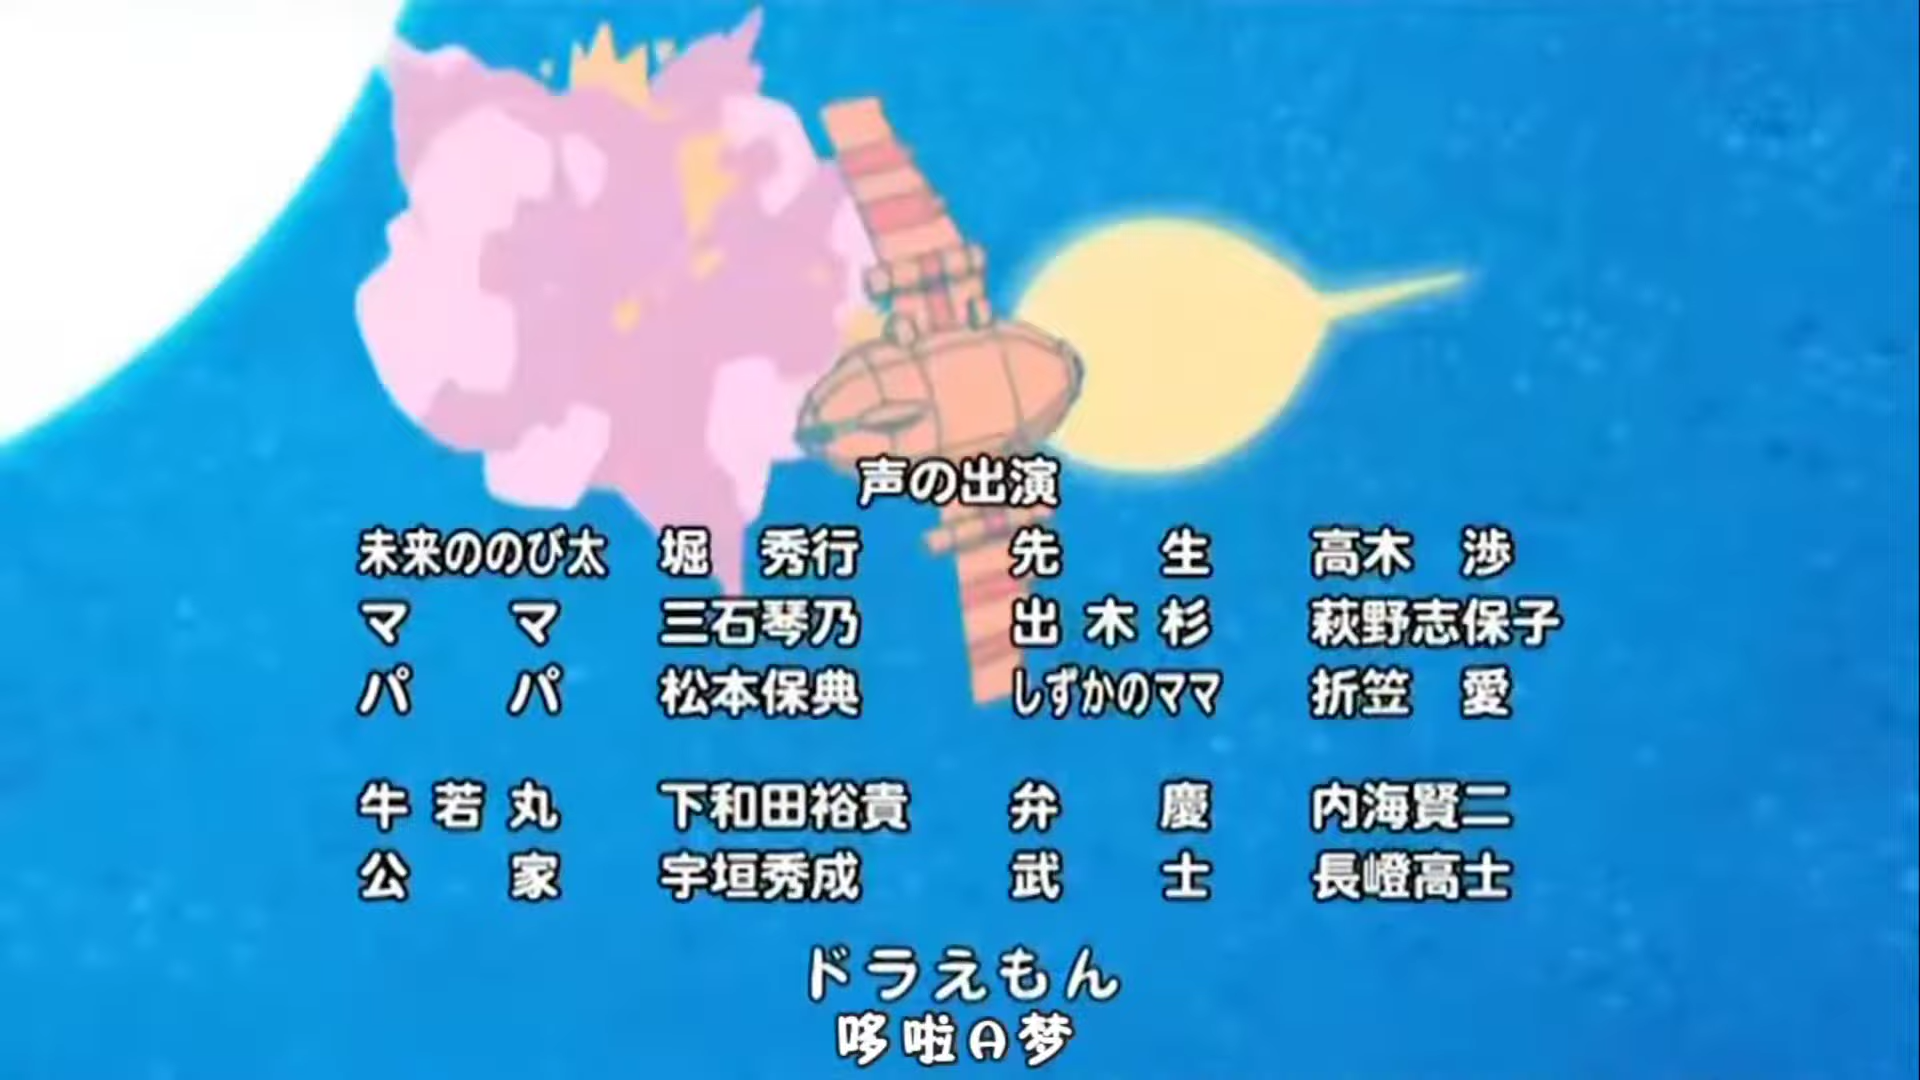 声の出演
未来ののび太 堀 秀行 先 生 高木 渉
マ マ 三石琴乃 出 木 杉 萩野志保子
パ パ 松本保典 しずかのママ 折笠 愛
牛 若 丸 下和田裕貴 弁 慶 内海賢二
公 家 宇垣秀成 武 士 長嶝高士
ドラえもん
哆啦A梦